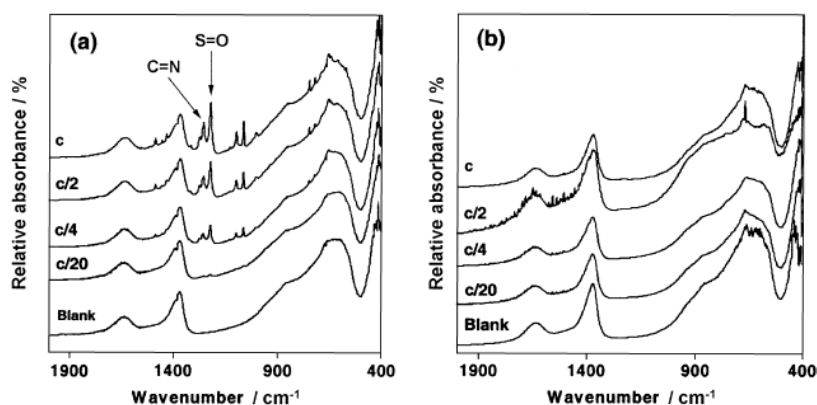 (a)
S=O
C=N
c
c/2
c/4
c/20
Blank
Relative absorbance / %
1900 1400 900 400
Wavenumber / cm-1
(b)
c
c/2
c/4
c/20
Blank
Relative absorbance / %
1900 1400 900 400
Wavenumber / cm-1